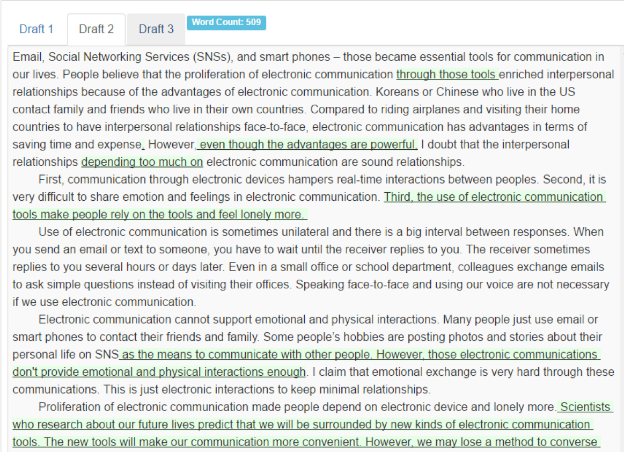 Draft 1 Draft 2 Draft 3 Word Count: 509
Email, Social Networking Services (SNSs), and smart phones – those became essential tools for communication in
our lives. People believe that the proliferation of electronic communication through those tools enriched interpersonal
relationships because of the advantages of electronic communication. Koreans or Chinese who live in the US
contact family and friends who live in their own countries. Compared to riding airplanes and visiting their home
countries to have interpersonal relationships face-to-face, electronic communication has advantages in terms of
saving time and expense. However, even though the advantages are powerful, I doubt that the interpersonal
relationships depending too much on electronic communication are sound relationships.
First, communication through electronic devices hampers real-time interactions between peoples. Second, it is
very difficult to share emotion and feelings in electronic communication. Third, the use of electronic communication
tools make people rely on the tools and feel lonely more.
Use of electronic communication is sometimes unilateral and there is a big interval between responses. When
you send an email or text to someone, you have to wait until the receiver replies to you. The receiver sometimes
replies to you several hours or days later. Even in a small office or school department, colleagues exchange emails
to ask simple questions instead of visiting their offices. Speaking face-to-face and using our voice are not necessary
if we use electronic communication.
Electronic communication cannot support emotional and physical interactions. Many people just use email or
smart phones to contact their friends and family. Some people's hobbies are posting photos and stories about their
personal life on SNS as the means to communicate with other people. However, those electronic communications
don't provide emotional and physical interactions enough. I claim that emotional exchange is very hard through these
communications. This is just electronic interactions to keep minimal relationships.
Proliferation of electronic communication made people depend on electronic device and lonely more. Scientists
who research about our future lives predict that we will be surrounded by new kinds of electronic communication
tools. The new tools will make our communication more convenient. However, we may lose a method to converse